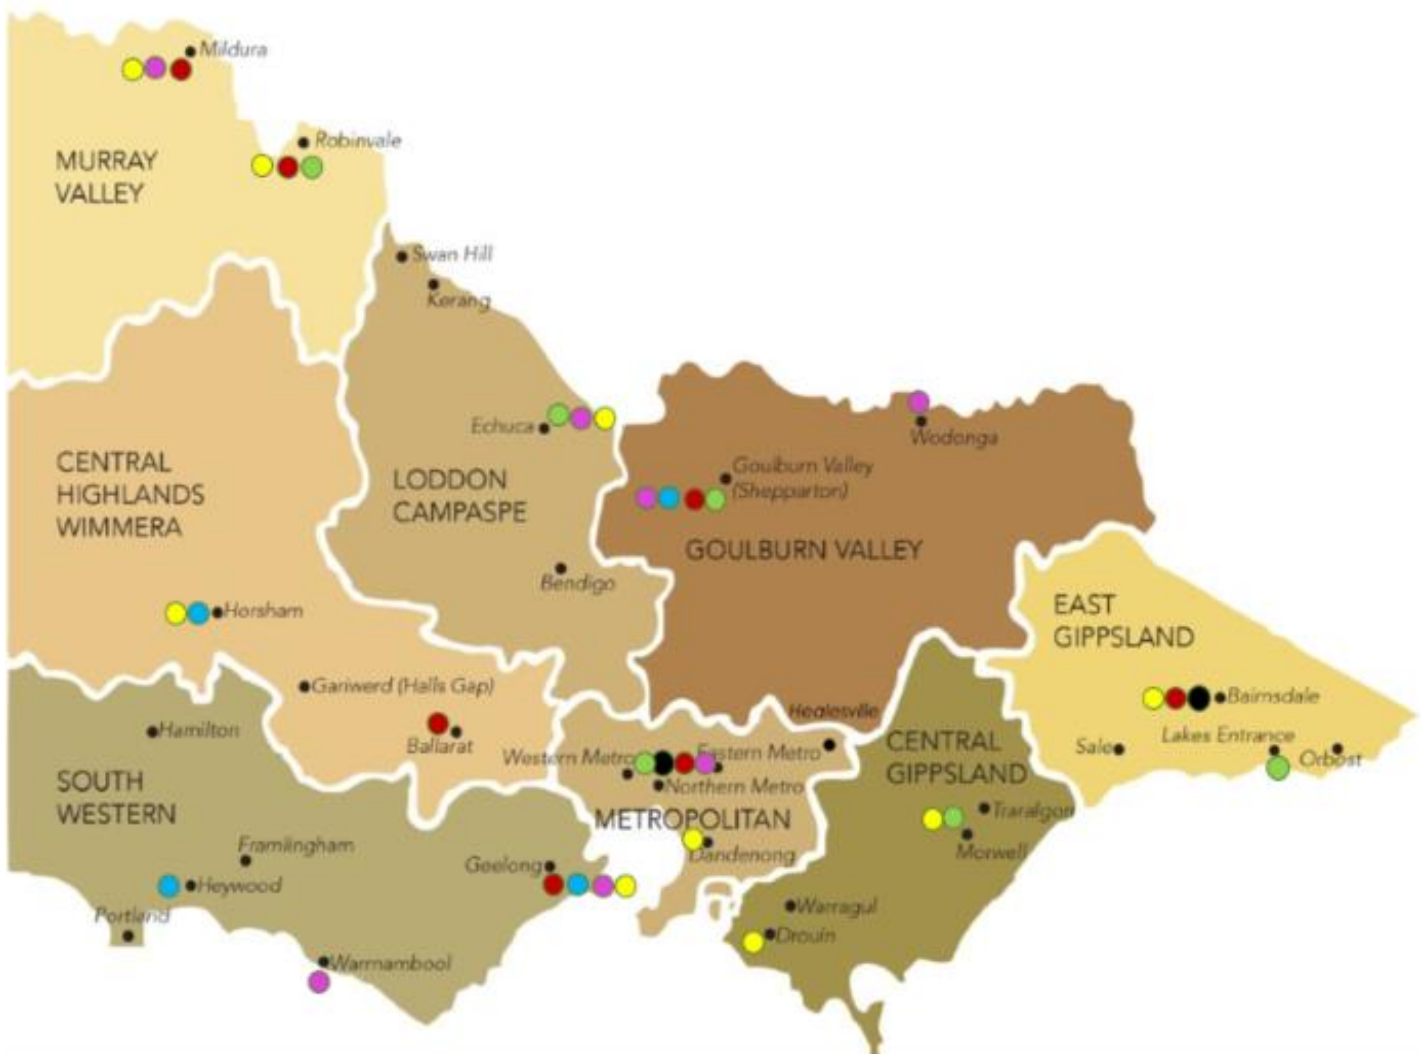 Mildura
Robinvale
MURRAY
VALLEY
Swan Hill
Kerang
Echuca
Wodonga
Goulburn Valley
(Shepparton)
CENTRAL
HIGHLANDS
WIMMERA
LODDON
CAMPASPE
GOULBURN VALLEY
Bendigo
Horsham
EAST
GIPPSLAND
Gariwerd (Halls Gap)
Bairnsdale
Hamilton
Ballarat
Healesville
Western Metro
Eastern Metro
Northern Metro
CENTRAL
GIPPSLAND
Sale
Lakes Entrance
Orbost
SOUTH
WESTERN
METROPOLITAN
Traralgon
Morwell
Framlingham
Geelong
Dandenong
Heywood
Portland
Warragul
Drouin
Warrnambool